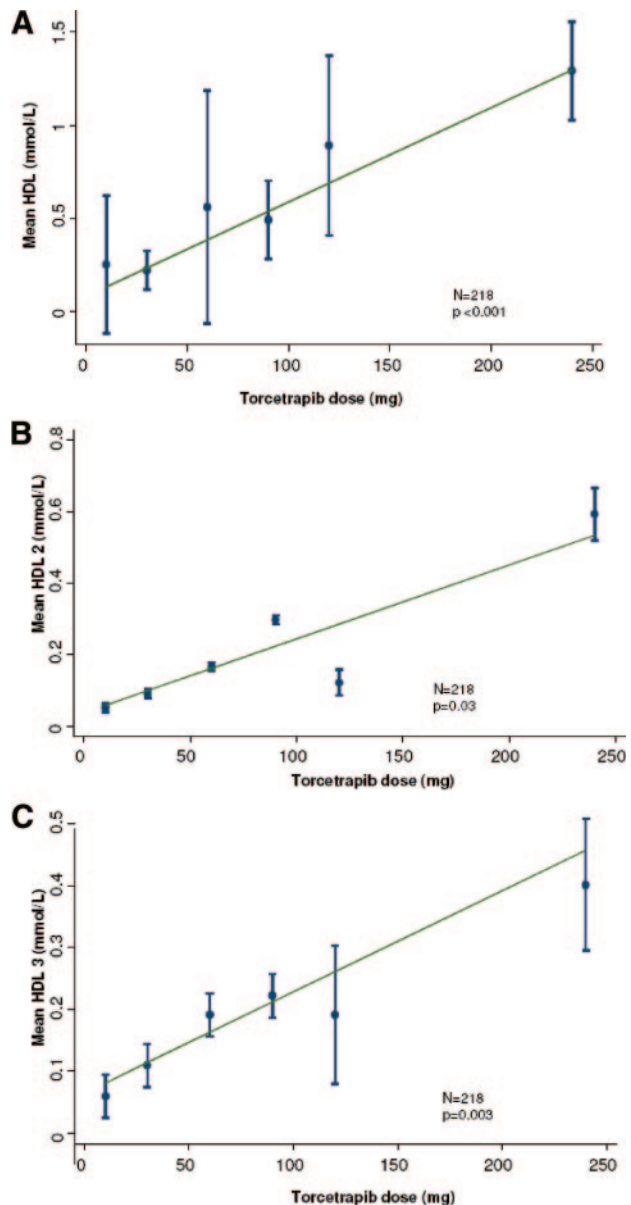 A
Mean HDL (mmol/L)
1.5
1
0.5
0
0 50 100 150 200 250
N=218
p <0.001
Torcetrapib dose (mg)
B
Mean HDL 2 (mmol/L)
0.8
0.6
0.4
0.2
0
0 50 100 150 200 250
N=218
p=0.03
Torcetrapib dose (mg)
C
Mean HDL 3 (mmol/L)
0.5
0.4
0.3
0.2
0.1
0
0 50 100 150 200 250
N=218
p=0.003
Torcetrapib dose (mg)